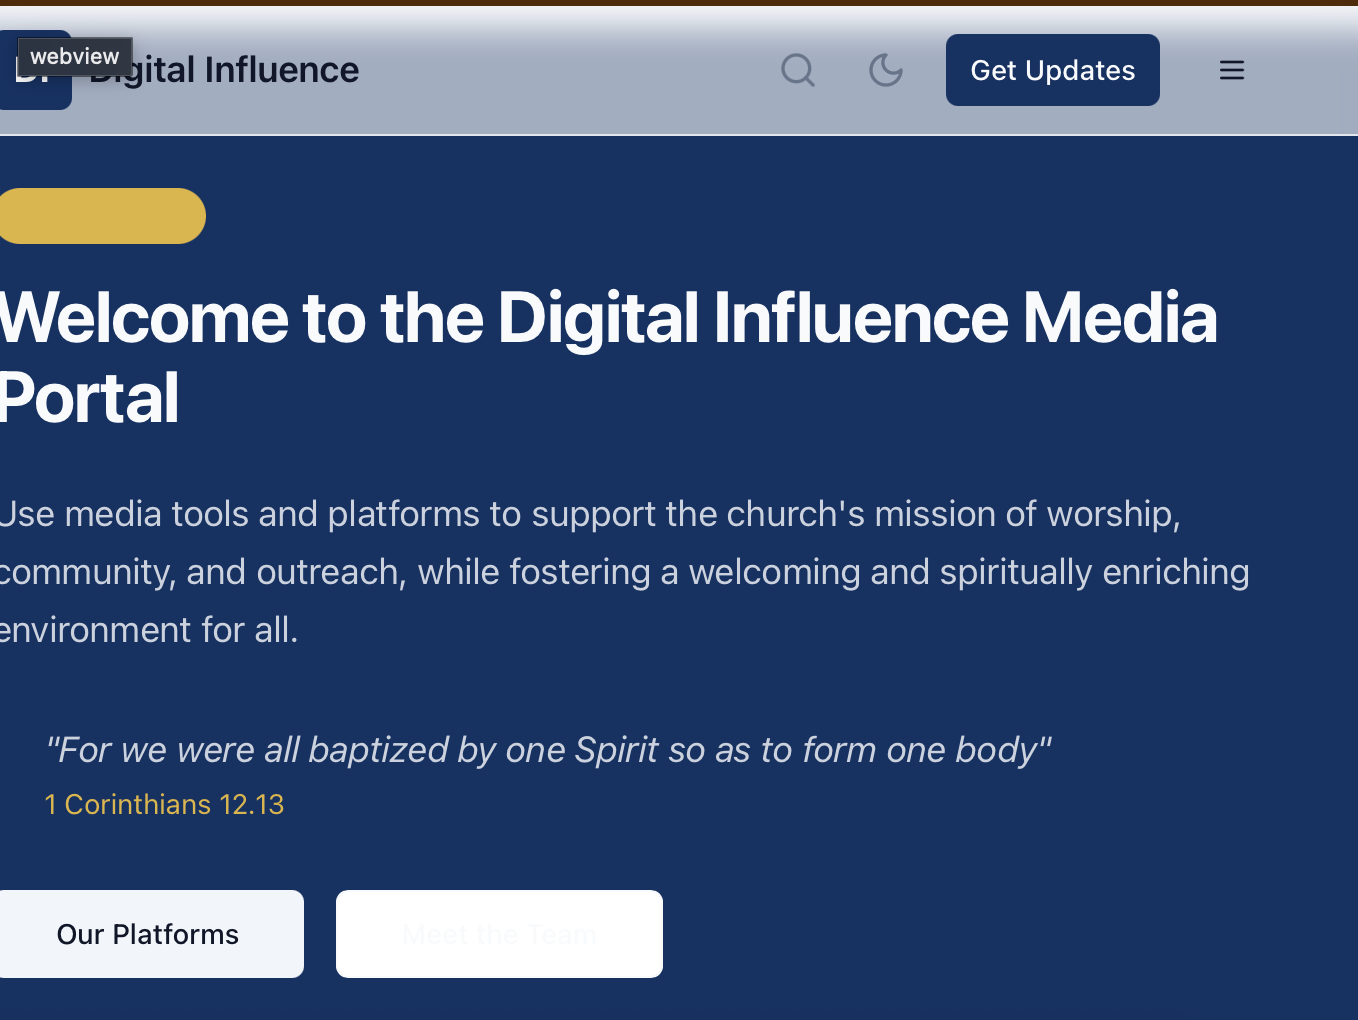 webview
Digital Influence
Get Updates
Welcome to the Digital Influence Media
Portal
Use media tools and platforms to support the church's mission of worship,
community, and outreach, while fostering a welcoming and spiritually enriching
environment for all.
"For we were all baptized by one Spirit so as to form one body"
1 Corinthians 12.13
Our Platforms
Meet the Team